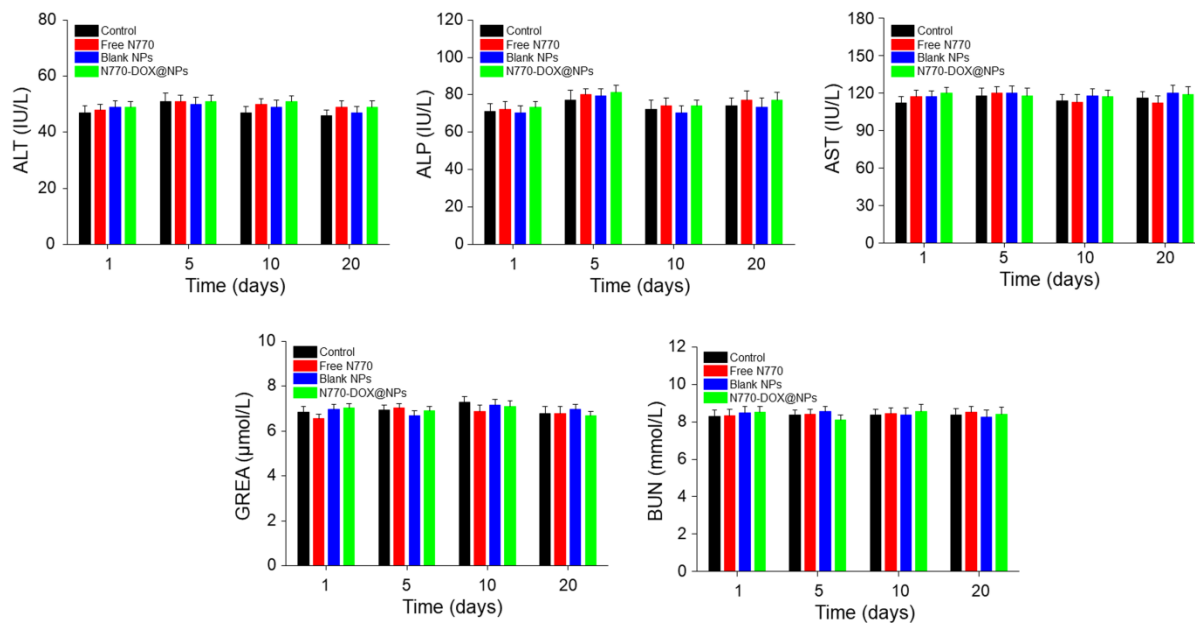 ALT (IU/L)
80
60
40
20
0
Control
Free N770
Blank NPs
N770-DOX@NPs
1 5 10 20
Time (days)
ALP (IU/L)
120
100
80
60
40
20
0
Control
Free N770
Blank NPs
N770-DOX@NPs
1 5 10 20
Time (days)
AST (IU/L)
180
150
120
90
60
30
0
Control
Free N770
Blank NPs
N770-DOX@NPs
1 5 10 20
Time (days)
GREA (μmol/L)
10
8
6
4
2
0
Control
Free N770
Blank NPs
N770-DOX@NPs
1 5 10 20
Time (days)
BUN (mmol/L)
12
10
8
6
4
2
0
Control
Free N770
Blank NPs
N770-DOX@NPs
1 5 10 20
Time (days)